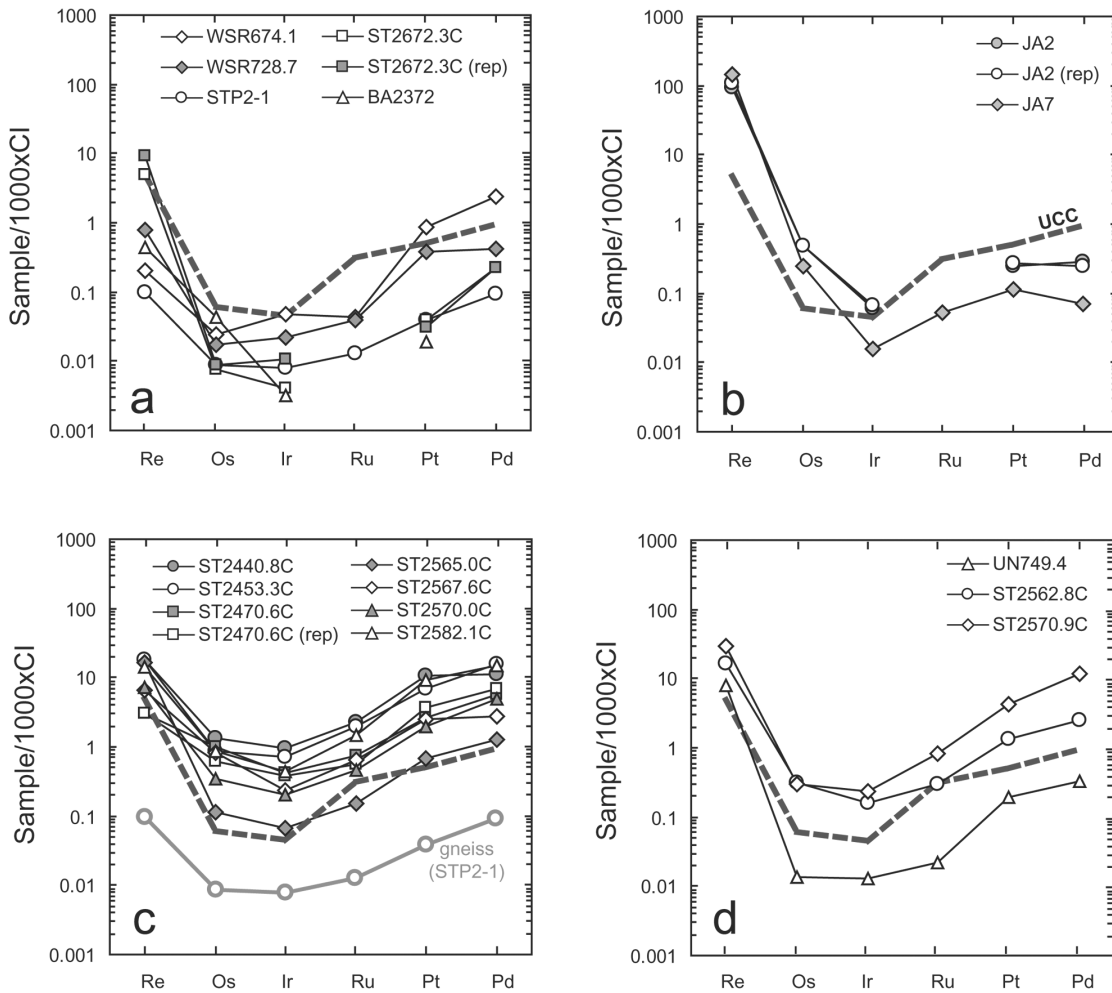 1000
100
10
1
0.1
0.01
0.001
Sample/1000xCI
WSR674.1
WSR728.7
STP2-1
ST2672.3C
ST2672.3C (rep)
BA2372
a
Re Os Ir Ru Pt Pd
1000
100
10
1
0.1
0.01
0.001
Sample/1000xCI
JA2
JA2 (rep)
JA7
UCC
b
Re Os Ir Ru Pt Pd
1000
100
10
1
0.1
0.01
0.001
Sample/1000xCI
ST2440.8C
ST2453.3C
ST2470.6C
ST2470.6C (rep)
ST2565.0C
ST2567.6C
ST2570.0C
ST2582.1C
gneiss
(STP2-1)
c
Re Os Ir Ru Pt Pd
1000
100
10
1
0.1
0.01
0.001
Sample/1000xCI
UN749.4
ST2562.8C
ST2570.9C
d
Re Os Ir Ru Pt Pd